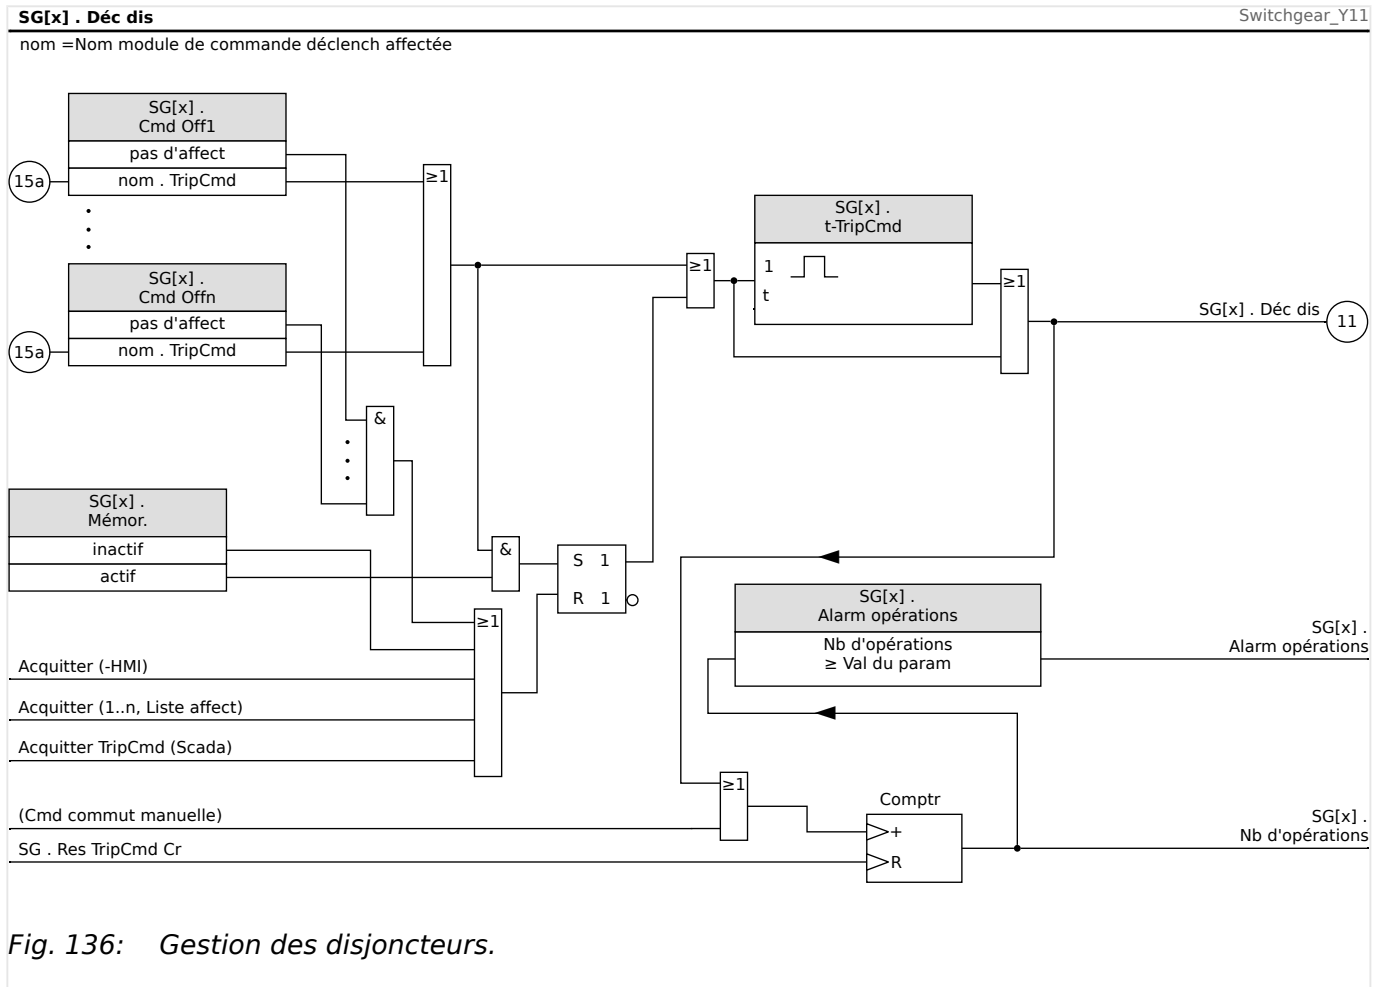 SG[x] . Déc dis
Switchgear_Y11
nom =Nom module de commande déclench affectée
SG[x] .
Cmd Off1
pas d'affect
15a
nom . TripCmd
≥1
SG[x] .
t-TripCmd
1
t
≥1
≥1
SG[x] . Déc dis
11
SG[x] .
Cmd Offn
pas d'affect
15a
nom . TripCmd
&
SG[x] .
Mémor.
inactif
actif
&
S 1
R 1
≥1
Acquitter (-HMI)
Acquitter (1..n, Liste affect)
Acquitter TripCmd (Scada)
SG[x] .
Alarm opérations
Nb d'opérations
≥ Val du param
SG[x] .
Alarm opérations
(Cmd commut manuelle)
SG . Res TripCmd Cr
≥1
Comptr
+
R
SG[x] .
Nb d'opérations
Fig. 136: Gestion des disjoncteurs.